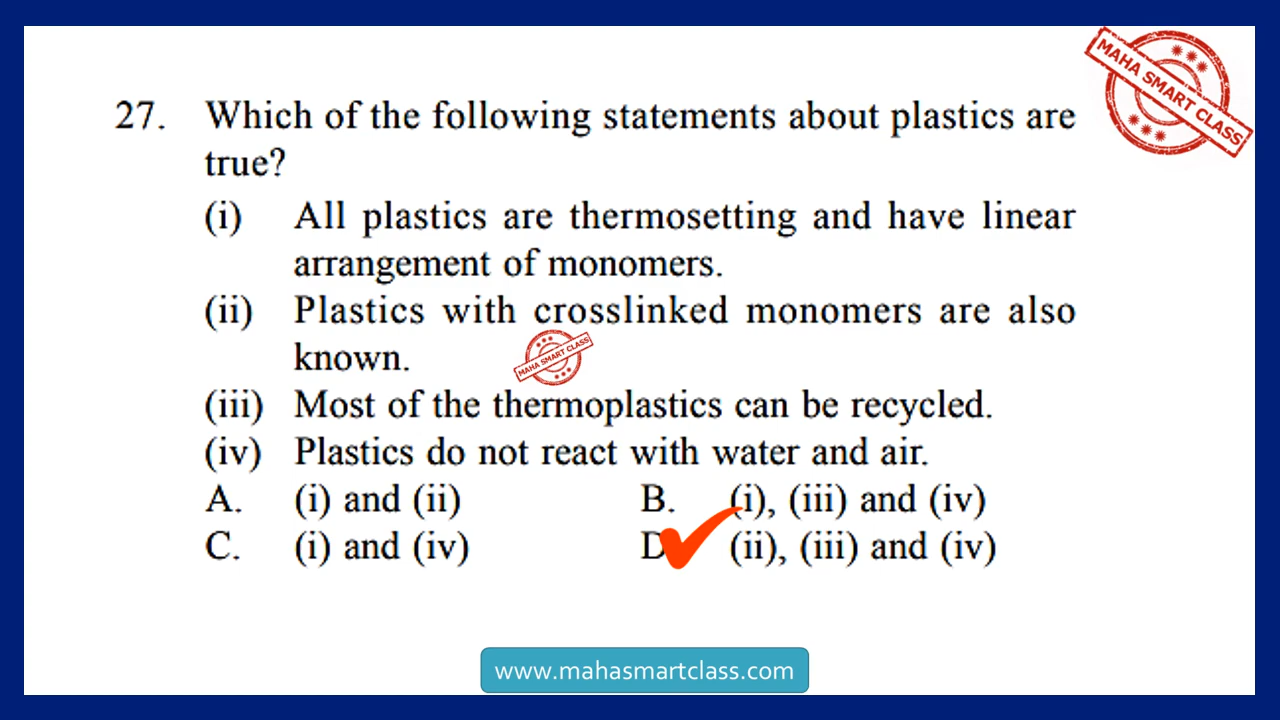 MAHA SMART CLASS
27. Which of the following statements about plastics are
true?
(i) All plastics are thermosetting and have linear
arrangement of monomers.
(ii) Plastics with crosslinked monomers are also
known.
MAHA SMART CLASS
(iii) Most of the thermoplastics can be recycled.
(iv) Plastics do not react with water and air.
A. (i) and (ii) B. (i), (iii) and (iv)
C. (i) and (iv) D (ii), (iii) and (iv)
www.mahasmartclass.com